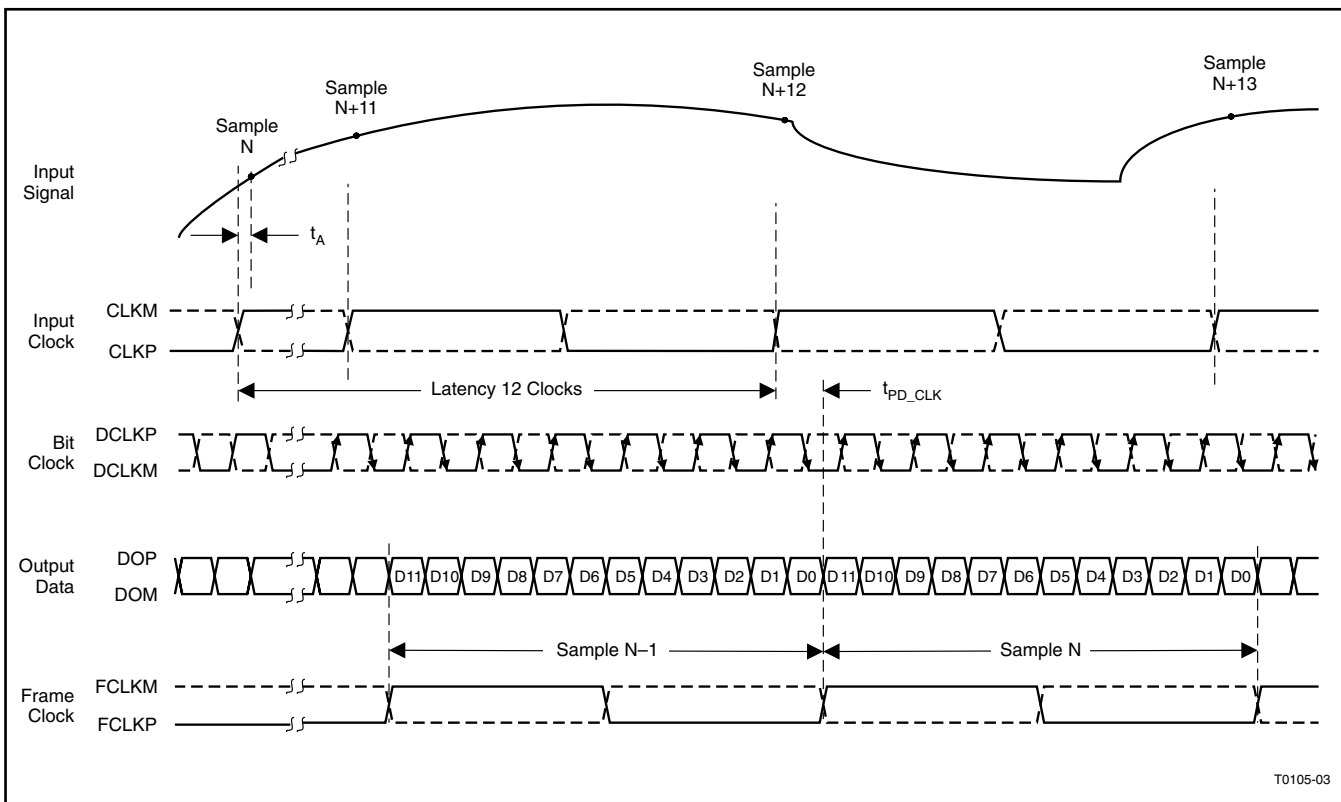 Sample
N
Sample
N+11
Sample
N+12
Sample
N+13
Input
Signal
tA
Input
Clock
CLKM
CLKP
Latency 12 Clocks
tPD_CLK
Bit
Clock
DCLKP
DCLKM
Output
Data
DOP
DOM
D11 D10 D9 D8 D7 D6 D5 D4 D3 D2 D1 D0 D11 D10 D9 D8 D7 D6 D5 D4 D3 D2 D1 D0
Sample N–1
Sample N
Frame
Clock
FCLKM
FCLKP
T0105-03